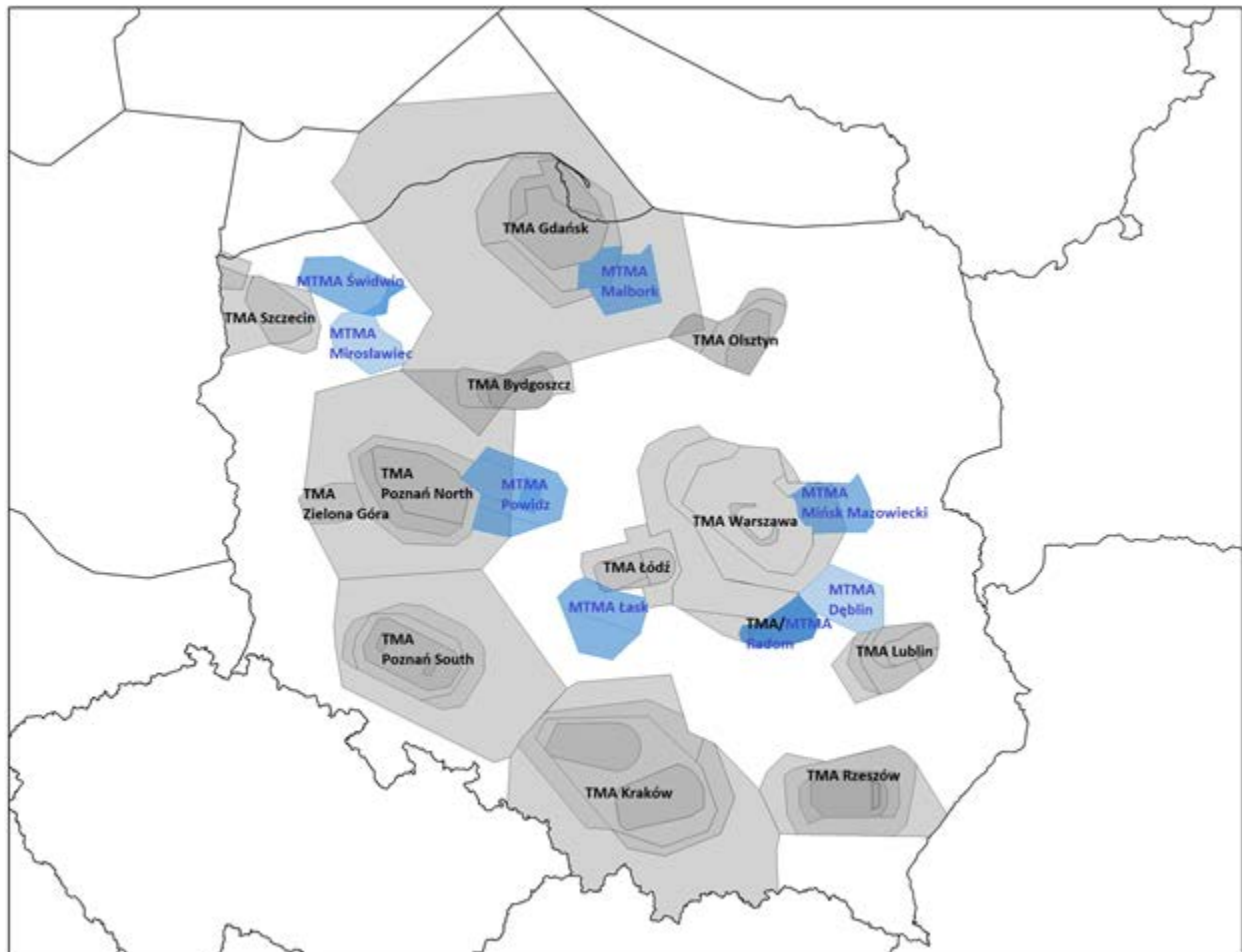 TMA Gdańsk
MTMA Świdwin
MTMA
Malbork
TMA Szczecin
MTMA
Mirosławiec
TMA Olsztyn
TMA Bydgoszcz
TMA
Poznań North
MTMA
Powidz
TMA
Zielona Góra
MTMA
Mińsk Mazowiecki
TMA Warszawa
TMA Łódź
MTMA Łask
MTMA
Dęblin
TMA/MTMA
Radom
TMA
Poznań South
TMA Lublin
TMA Rzeszów
TMA Kraków